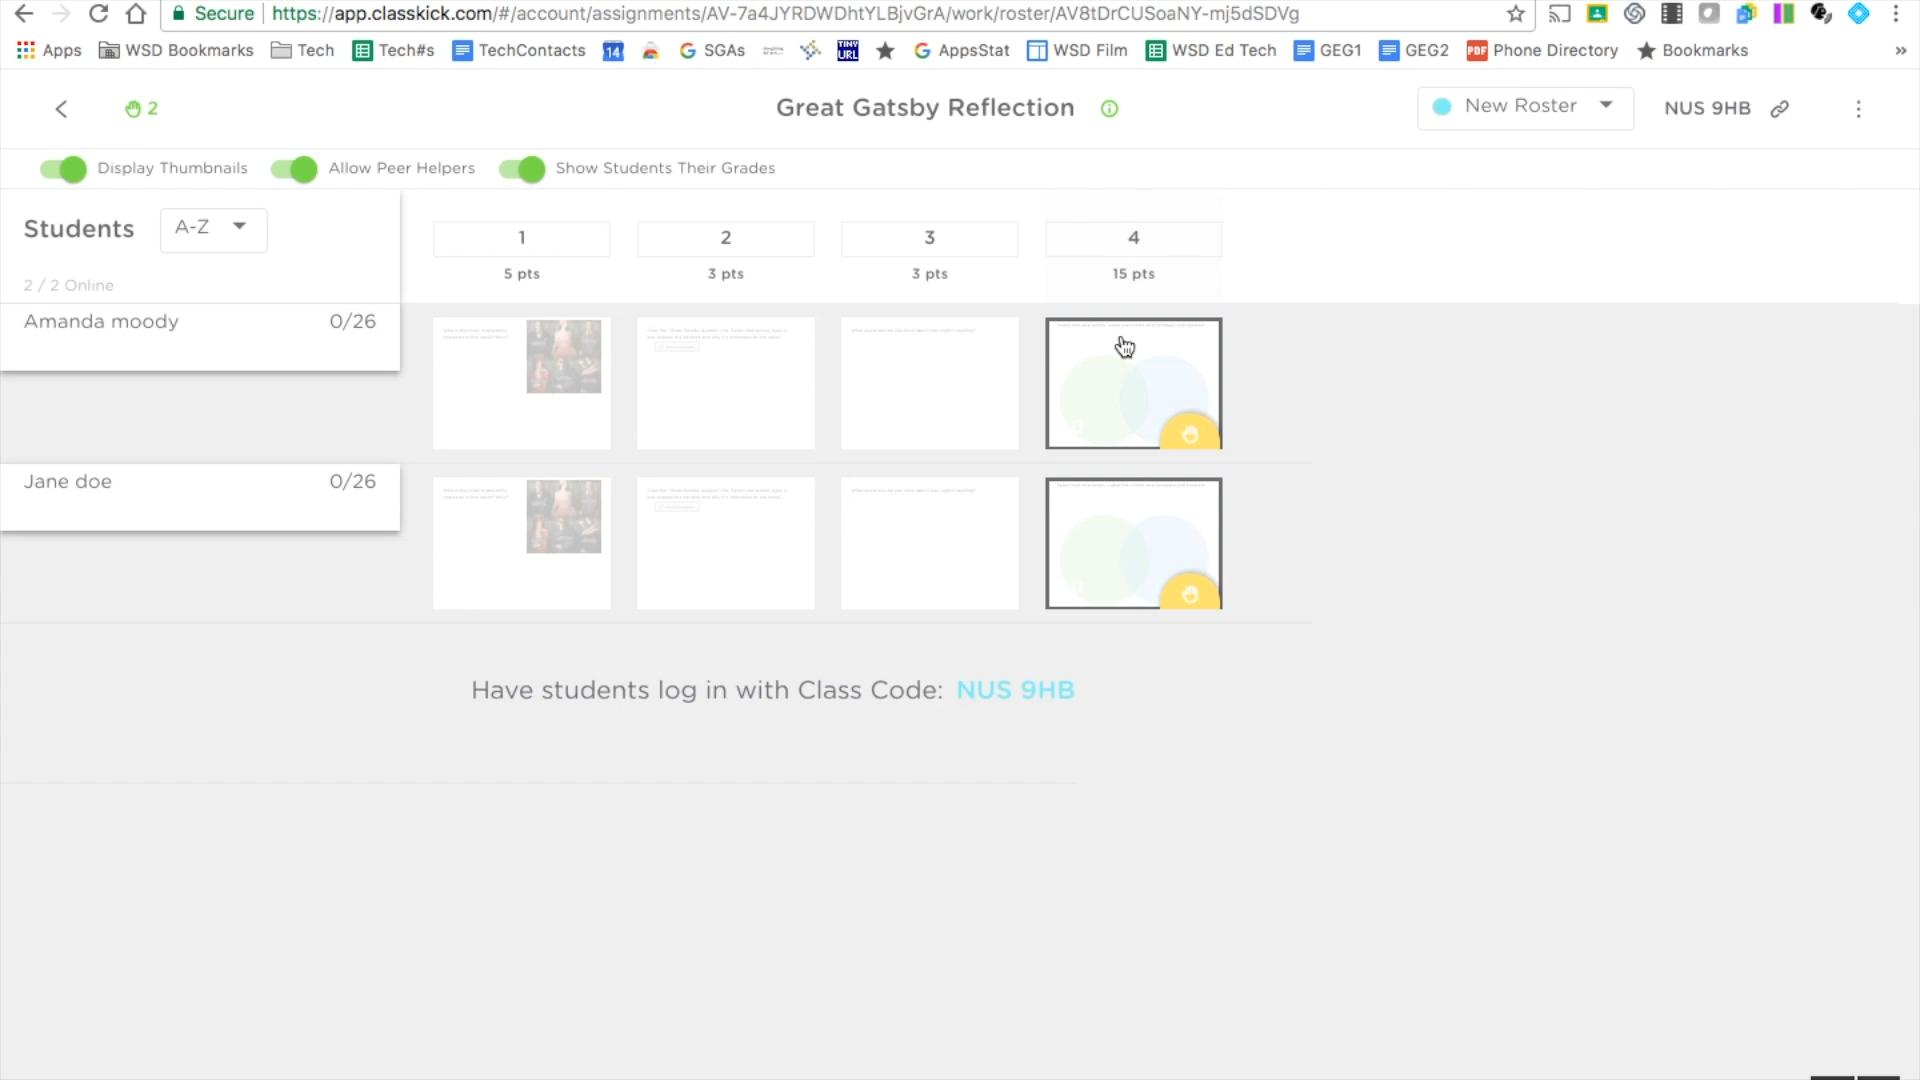 Secure https://app.classkick.com/#/account/assignments/AV-7a4JYRDWDhtYLBjvGrA/work/roster/AV8tDrCUSoaNY-mj5dSDVg
Apps WSD Bookmarks Tech Tech#s TechContacts 14 SGAs TINY URL AppsStat WSD Film WSD Ed Tech GEG1 GEG2 PDF Phone Directory Bookmarks »
2 Great Gatsby Reflection New Roster NUS 9HB
Display Thumbnails Allow Peer Helpers Show Students Their Grades
Students A-Z
1 2 3 4
5 pts 3 pts 3 pts 15 pts
2 / 2 Online
Amanda moody 0/26
Jane doe 0/26
Have students log in with Class Code: NUS 9HB